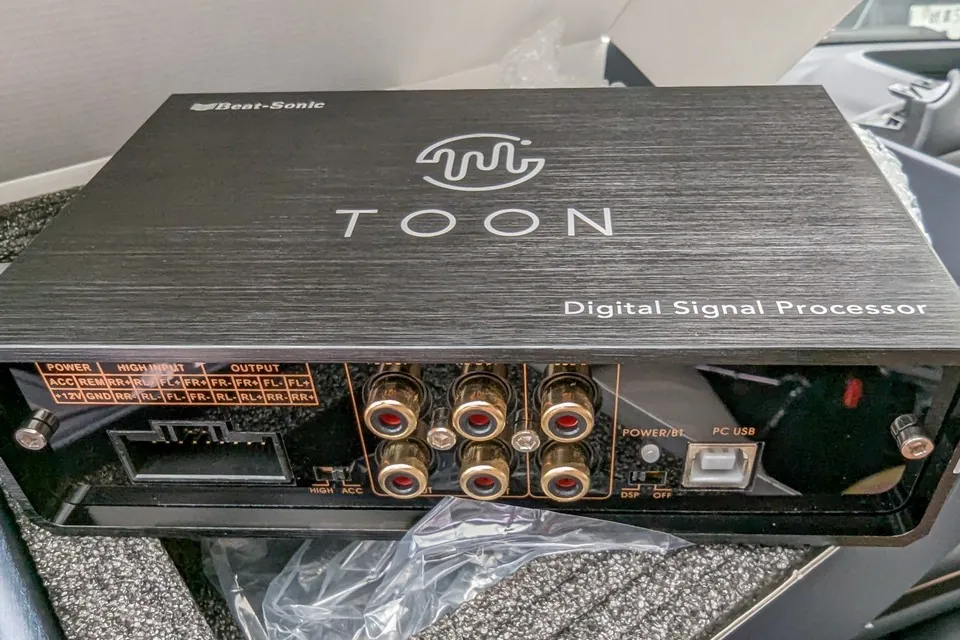 Beat-Sonic
TOON
Digital Signal Processor
POWER HIGH INPUT OUTPUT
ACC REM RR+ RL- FL+ FR+ FR- FR+ FL- FL+
+12V GND RR- RL- FL- FR- RL- RL+ RR- RR+
HIGH ACC
POWER/BT PC USB
DSP OFF